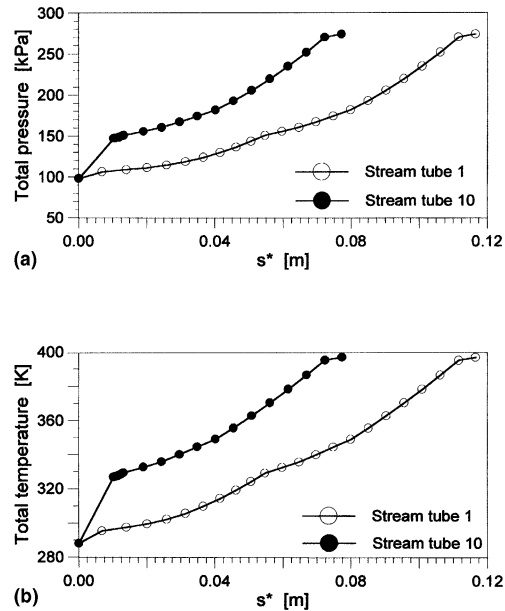 300
250
200
150
100
50
Total pressure [kPa]
Stream tube 1
Stream tube 10
0.00 0.04 0.08 0.12
s* [m]
(a)
400
360
320
280
Total temperature [K]
Stream tube 1
Stream tube 10
0.00 0.04 0.08 0.12
s* [m]
(b)